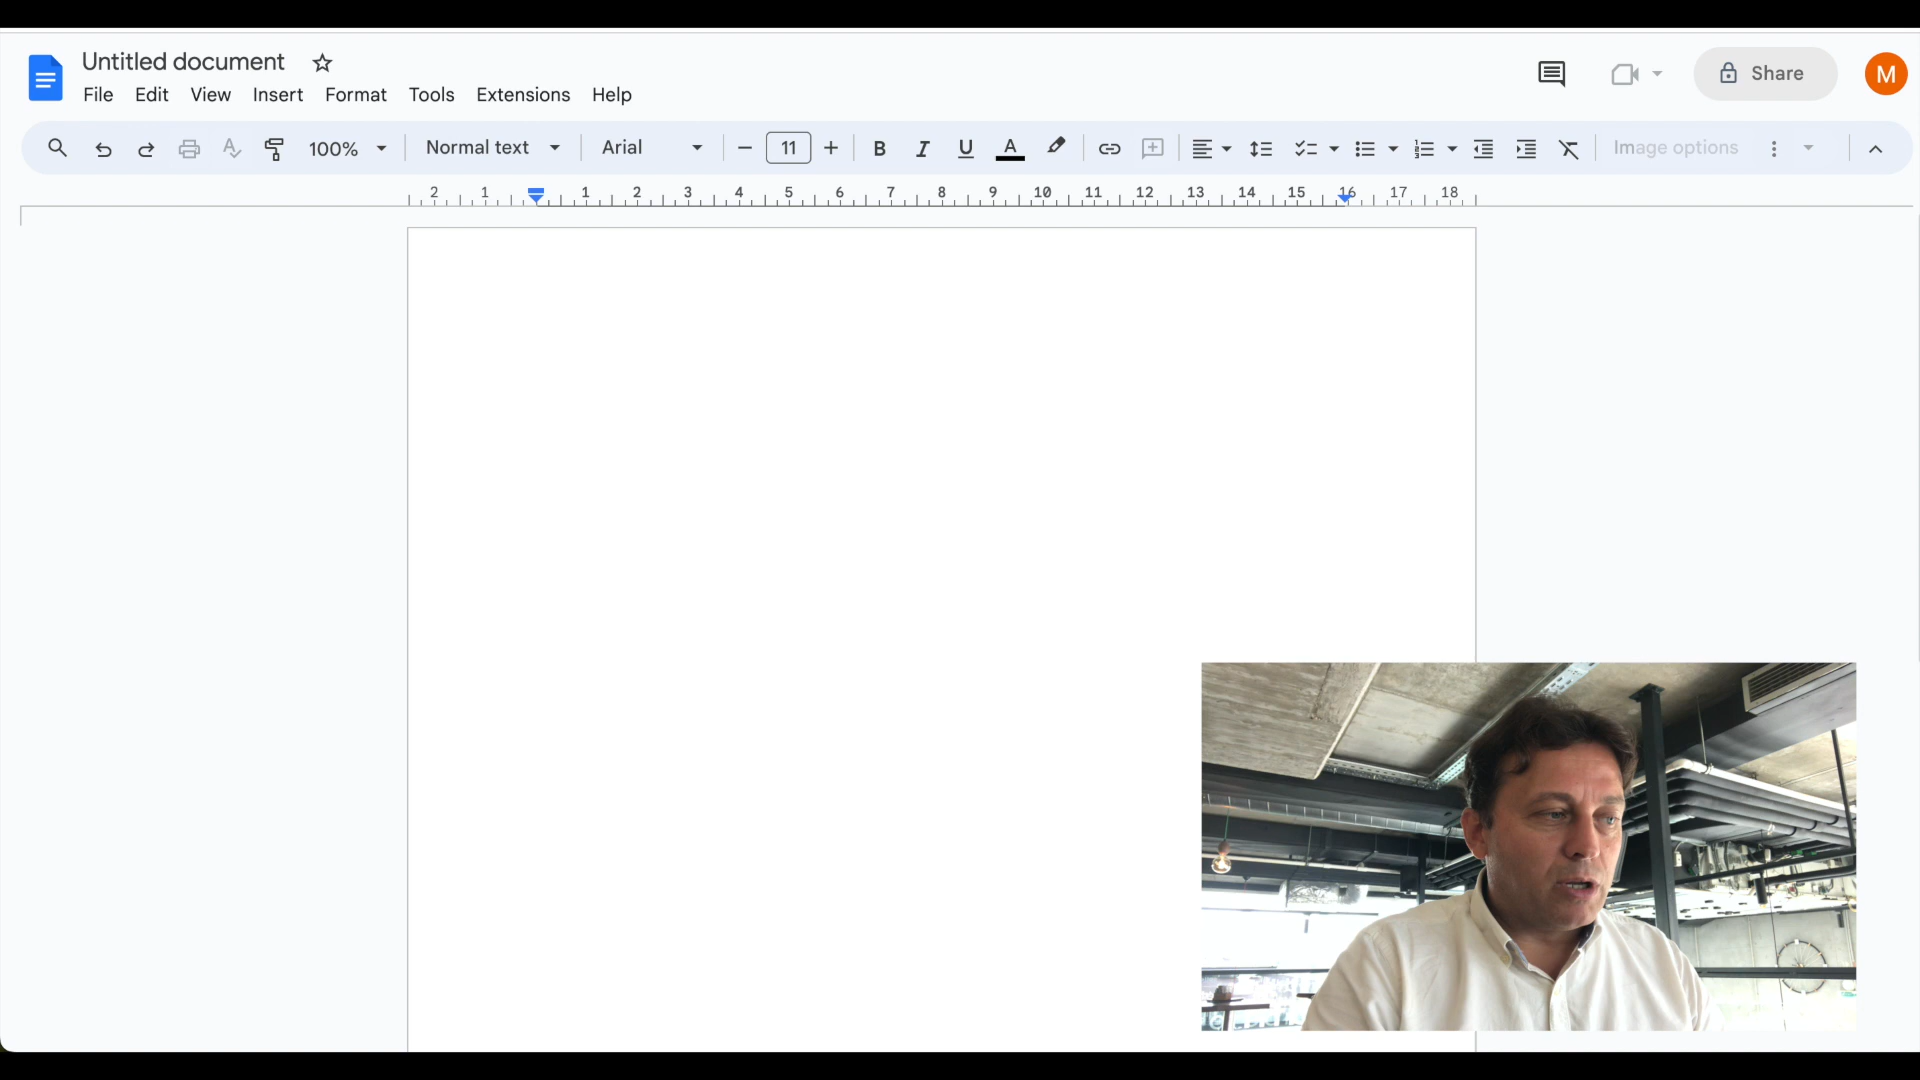 Untitled document
File Edit View Insert Format Tools Extensions Help
Share
M
100% Normal text Arial 11 B I U A Image options
2 1 1 2 3 4 5 6 7 8 9 10 11 12 13 14 15 16 17 18